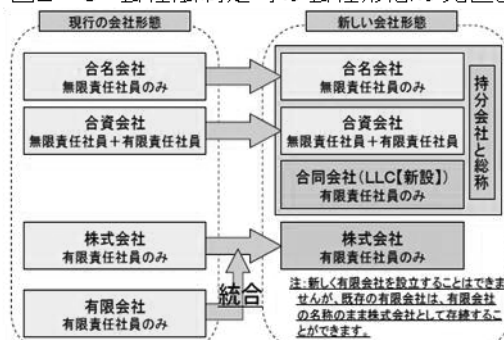 現行の会社形態
合名会社
無限責任社員のみ
合資会社
無限責任社員+有限責任社員
株式会社
有限責任社員のみ
有限会社
有限責任社員のみ
統合
新しい会社形態
合名会社
無限責任社員のみ
合資会社
無限責任社員+有限責任社員
合同会社(LLC【新設】)
有限責任社員のみ
持分会社と総称
株式会社
有限責任社員のみ
注:新しく有限会社を設立することはできま
せんが、既存の有限会社は、有限会社
の名称のまま株式会社として存続するこ
とができます。